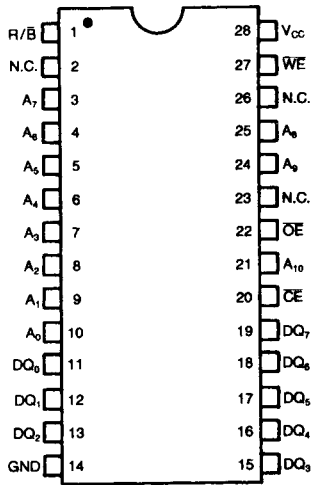 R/B̅ 1 28 V_CC
N.C. 2 27 W̅E̅
A₇ 3 26 N.C.
A₆ 4 25 A₈
A₅ 5 24 A₉
A₄ 6 23 N.C.
A₃ 7 22 O̅E̅
A₂ 8 21 A₁₀
A₁ 9 20 C̅E̅
A₀ 10 19 DQ₇
DQ₀ 11 18 DQ₆
DQ₁ 12 17 DQ₅
DQ₂ 13 16 DQ₄
GND 14 15 DQ₃